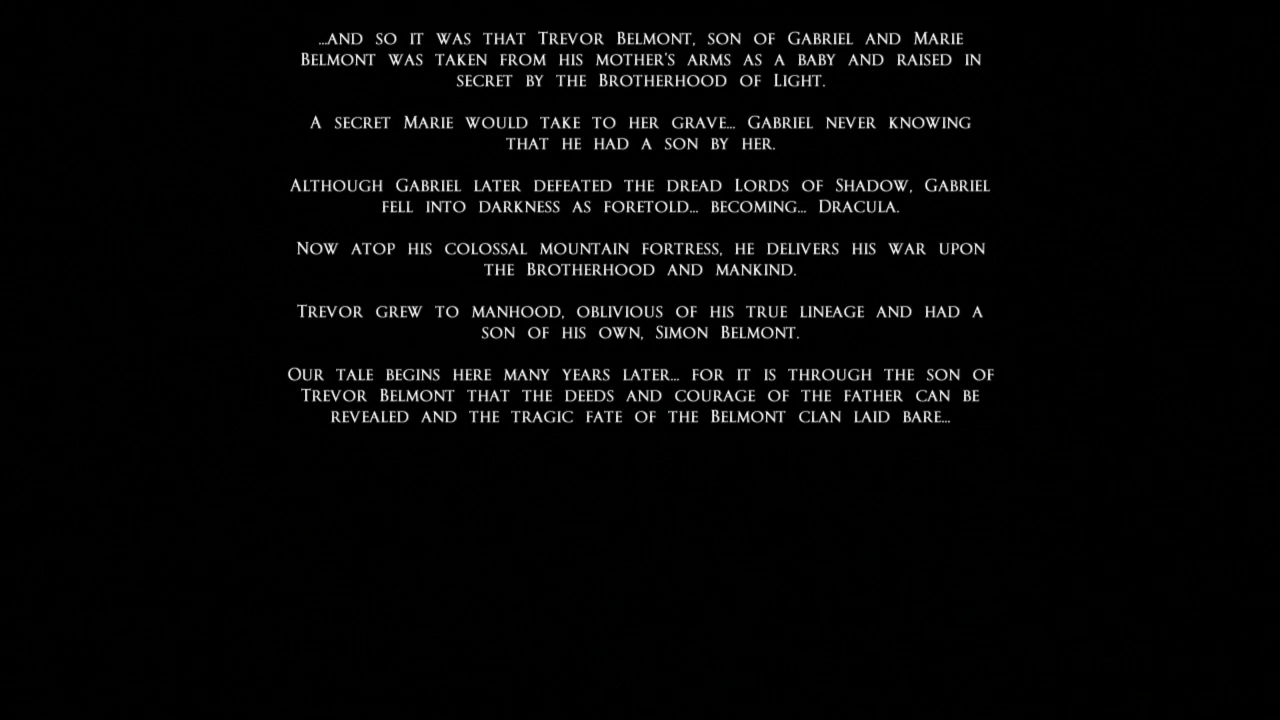 …AND SO IT WAS THAT TREVOR BELMONT, SON OF GABRIEL AND MARIE
BELMONT WAS TAKEN FROM HIS MOTHER'S ARMS AS A BABY AND RAISED IN
SECRET BY THE BROTHERHOOD OF LIGHT.
A SECRET MARIE WOULD TAKE TO HER GRAVE… GABRIEL NEVER KNOWING
THAT HE HAD A SON BY HER.
ALTHOUGH GABRIEL LATER DEFEATED THE DREAD LORDS OF SHADOW, GABRIEL
FELL INTO DARKNESS AS FORETOLD… BECOMING… DRACULA.
NOW ATOP HIS COLOSSAL MOUNTAIN FORTRESS, HE DELIVERS HIS WAR UPON
THE BROTHERHOOD AND MANKIND.
TREVOR GREW TO MANHOOD, OBLIVIOUS OF HIS TRUE LINEAGE AND HAD A
SON OF HIS OWN, SIMON BELMONT.
OUR TALE BEGINS HERE MANY YEARS LATER… FOR IT IS THROUGH THE SON OF
TREVOR BELMONT THAT THE DEEDS AND COURAGE OF THE FATHER CAN BE
REVEALED AND THE TRAGIC FATE OF THE BELMONT CLAN LAID BARE…